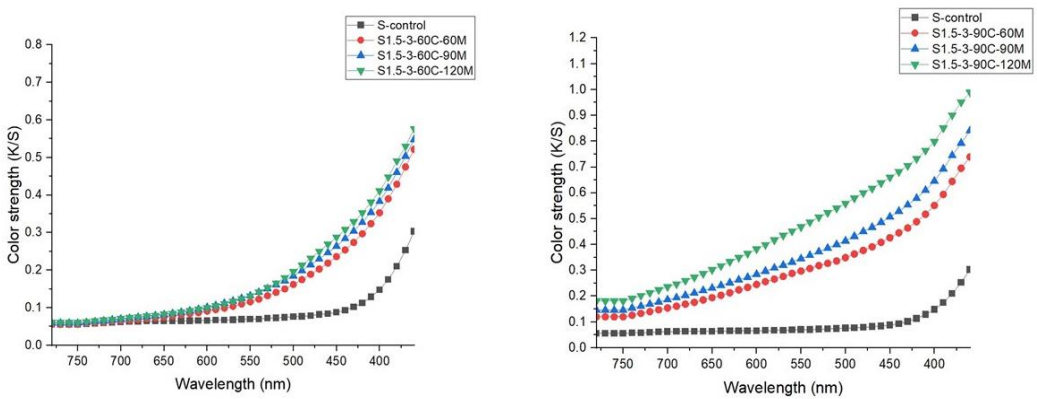 S-control
S1.5-3-60C-60M
S1.5-3-60C-90M
S1.5-3-60C-120M
0.8
0.7
0.6
0.5
0.4
0.3
0.2
0.1
0.0
Color strength (K/S)
750 700 650 600 550 500 450 400
Wavelength (nm)
S-control
S1.5-3-90C-60M
S1.5-3-90C-90M
S1.5-3-90C-120M
1.2
1.1
1.0
0.9
0.8
0.7
0.6
0.5
0.4
0.3
0.2
0.1
0.0
Color strength (K/S)
750 700 650 600 550 500 450 400
Wavelength (nm)